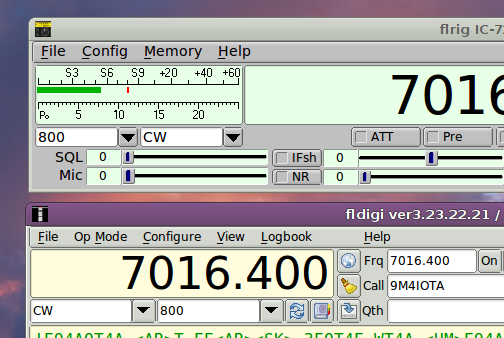 flrig IC-7
File Config Memory Help
S3 S6 S9 +20 +40 +60
Po 5 10 15 20
7016
800 CW ATT Pre
SQL 0 IFsh 0
Mic 0 NR 0
fldigi ver3.23.22.21 /
File Op Mode Configure View Logbook Help
7016.400 Frq 7016.400 On
Call 9M4IOTA
CW 800 Qth